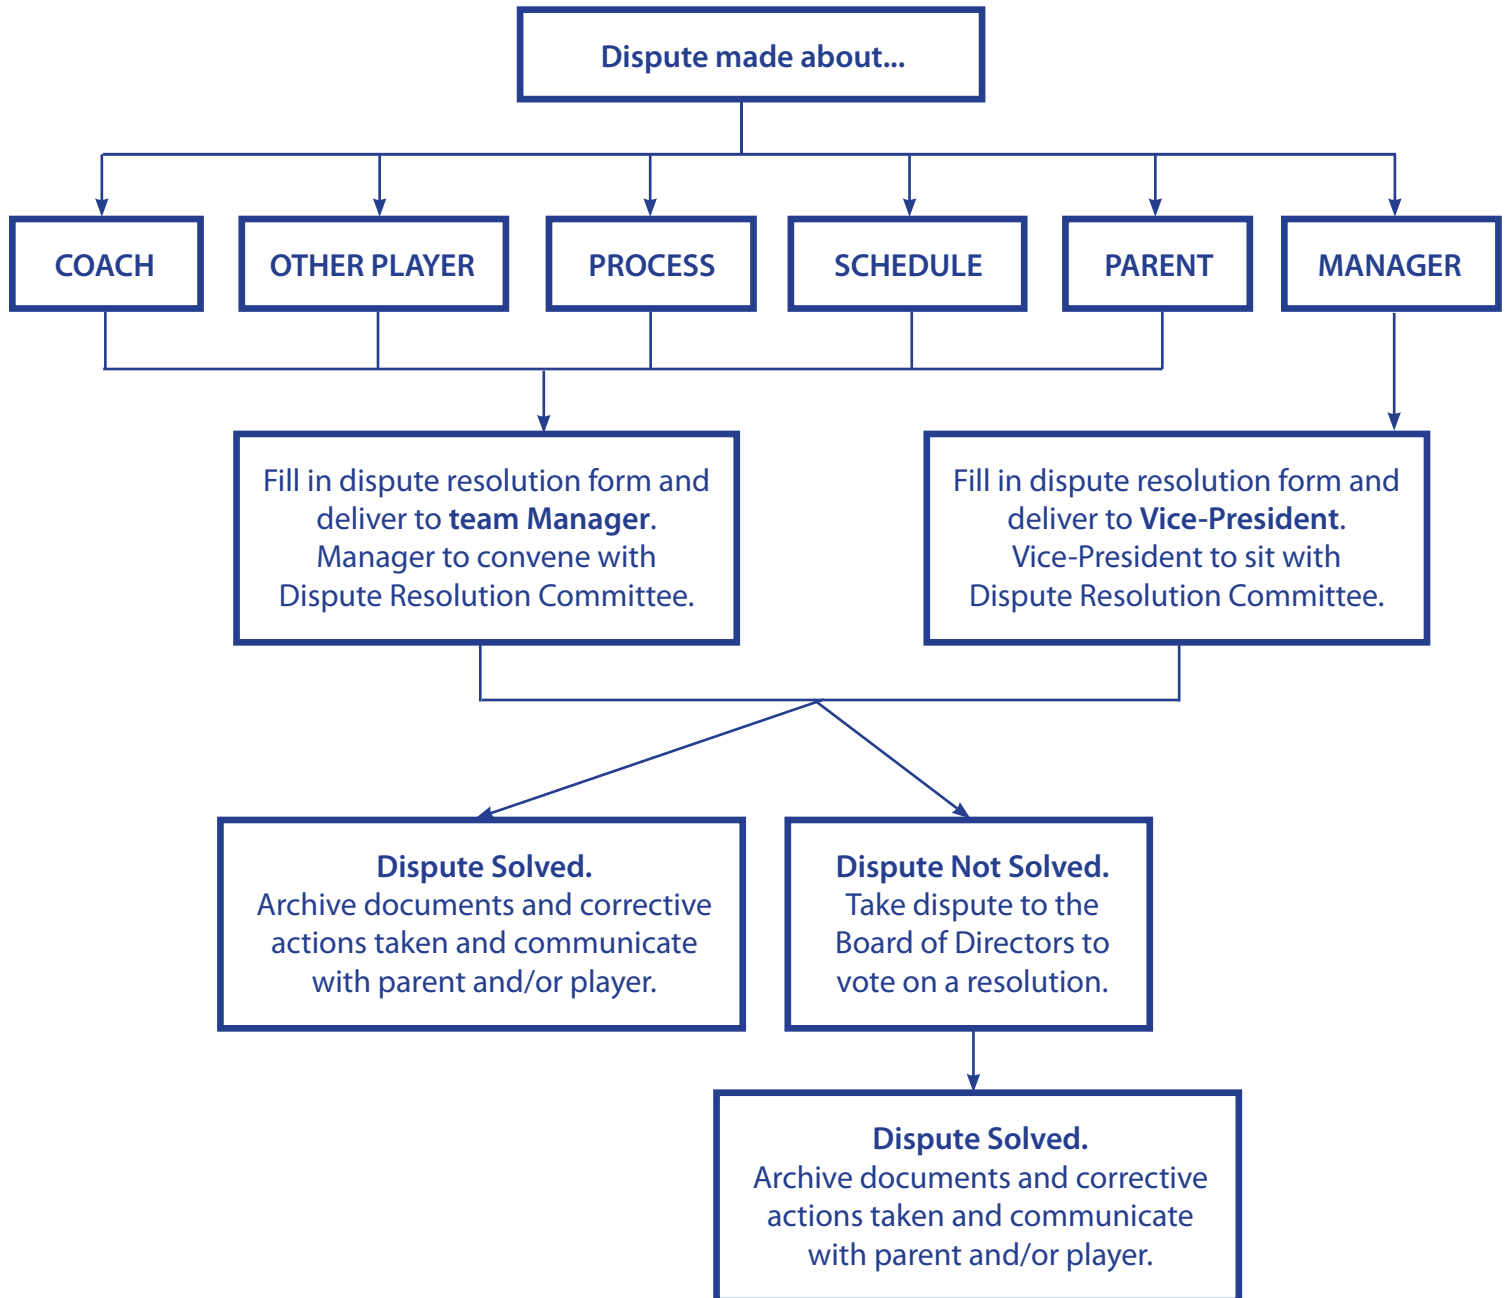 Dispute made about...
COACH
OTHER PLAYER
PROCESS
SCHEDULE
PARENT
MANAGER
Fill in dispute resolution form and
deliver to team Manager.
Manager to convene with
Dispute Resolution Committee.
Fill in dispute resolution form and
deliver to Vice-President.
Vice-President to sit with
Dispute Resolution Committee.
Dispute Solved.
Archive documents and corrective
actions taken and communicate
with parent and/or player.
Dispute Not Solved.
Take dispute to the
Board of Directors to
vote on a resolution.
Dispute Solved.
Archive documents and corrective
actions taken and communicate
with parent and/or player.